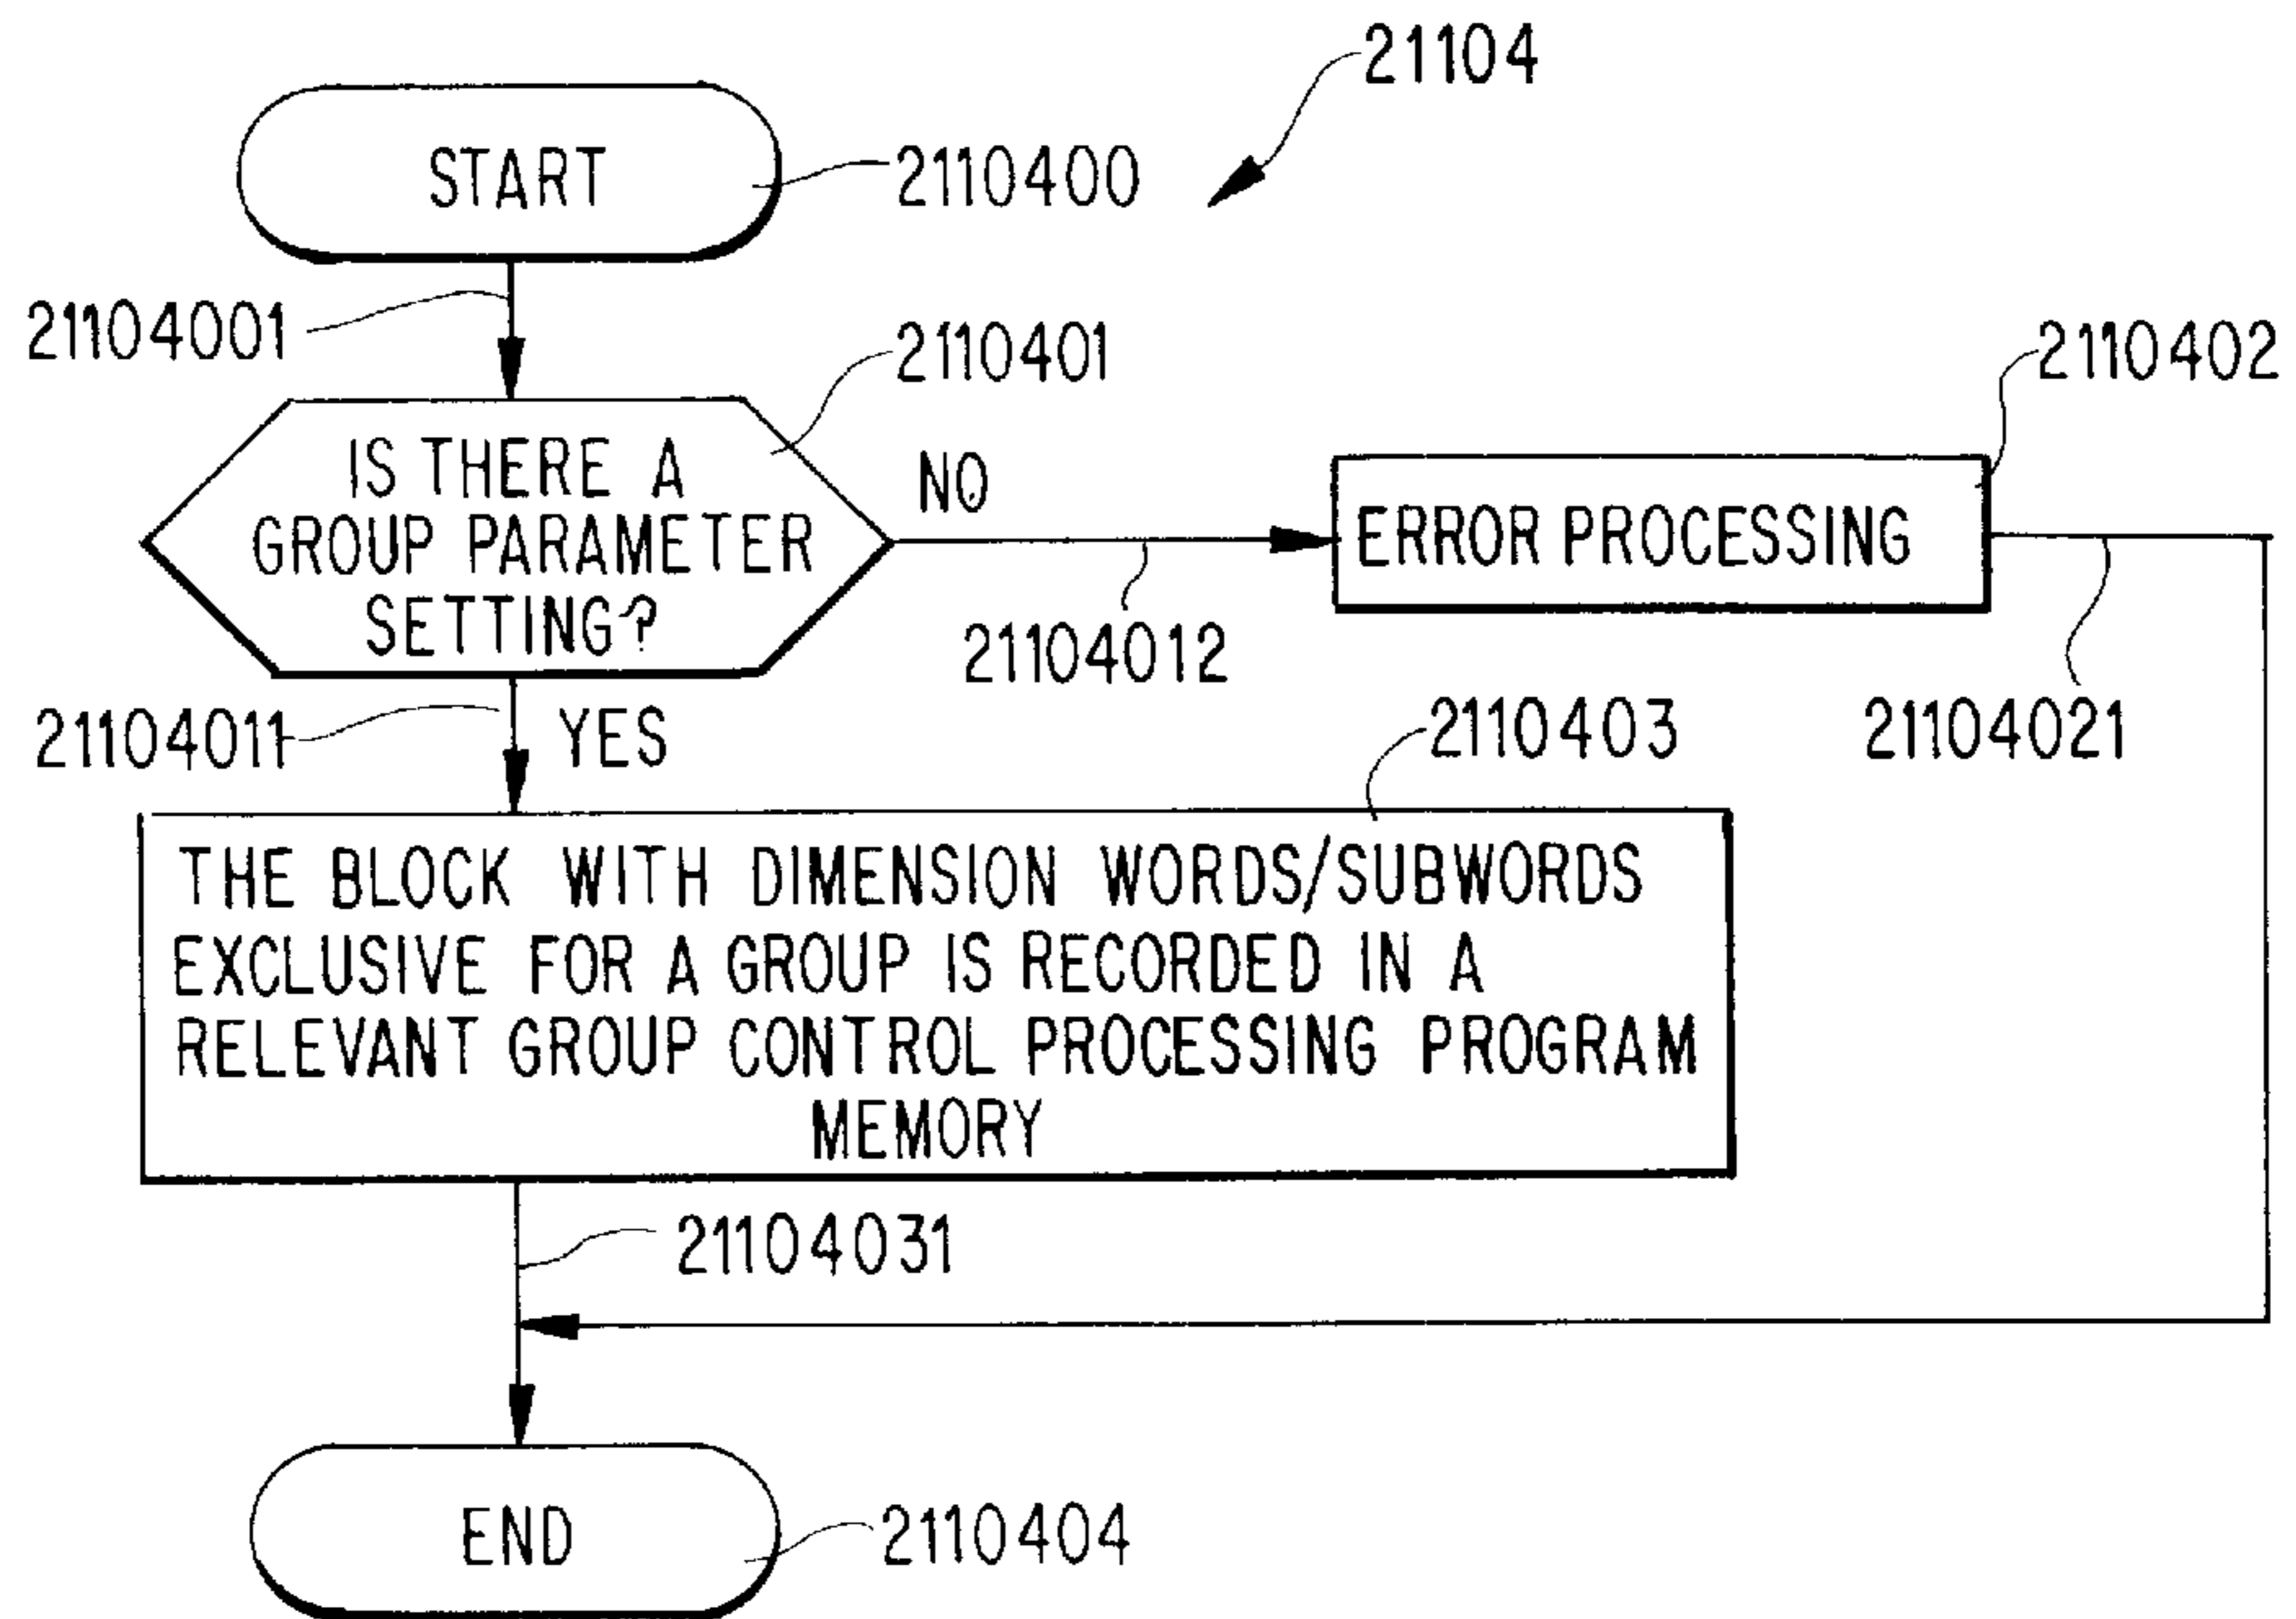 21104
START
2110400
21104001
2110401
2110402
IS THERE A
GROUP PARAMETER
SETTING?
NO
ERROR PROCESSING
21104012
21104011
YES
2110403
21104021
THE BLOCK WITH DIMENSION WORDS/SUBWORDS
EXCLUSIVE FOR A GROUP IS RECORDED IN A
RELEVANT GROUP CONTROL PROCESSING PROGRAM
MEMORY
21104031
END
2110404